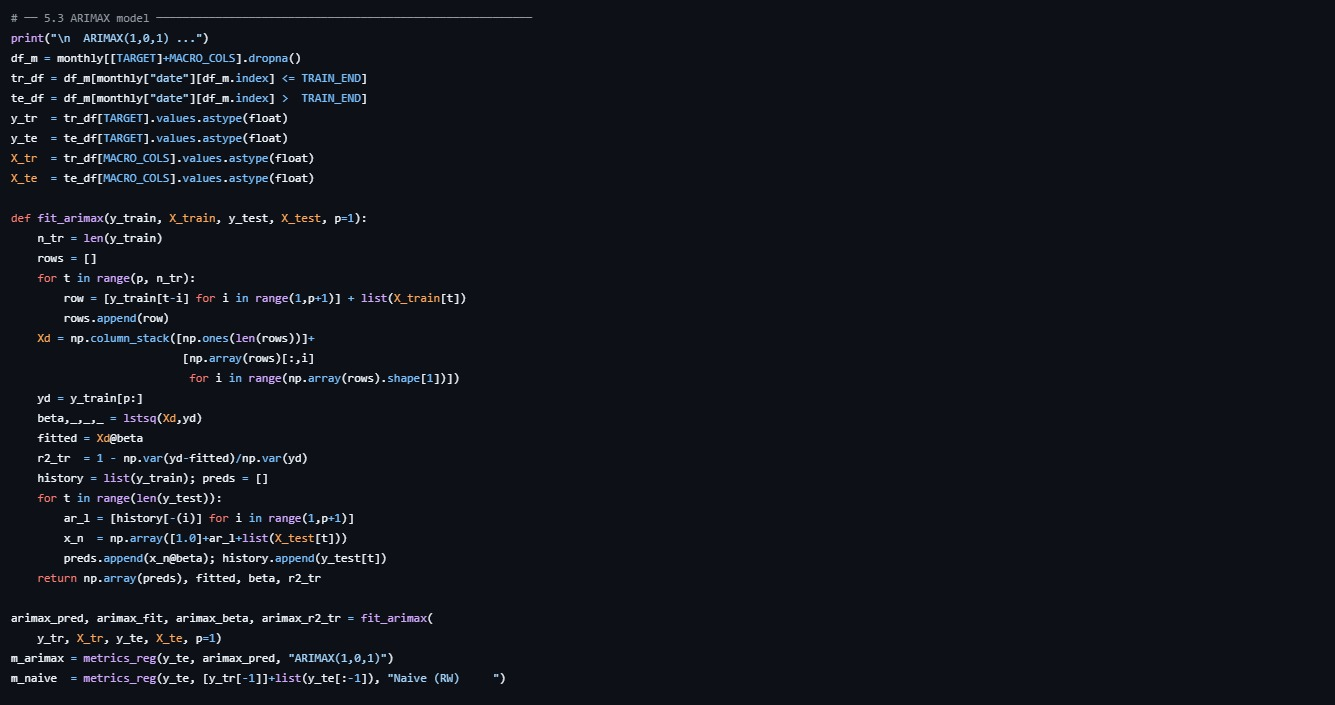 # ── 5.3 ARIMAX model ──────────────────────────────────────────────────────────
print("\n  ARIMAX(1,0,1) ...")
df_m = monthly[[TARGET]+MACRO_COLS].dropna()
tr_df = df_m[monthly["date"][df_m.index] <= TRAIN_END]
te_df = df_m[monthly["date"][df_m.index] >  TRAIN_END]
y_tr  = tr_df[TARGET].values.astype(float)
y_te  = te_df[TARGET].values.astype(float)
X_tr  = tr_df[MACRO_COLS].values.astype(float)
X_te  = te_df[MACRO_COLS].values.astype(float)

def fit_arimax(y_train, X_train, y_test, X_test, p=1):
    n_tr = len(y_train)
    rows = []
    for t in range(p, n_tr):
        row = [y_train[t-i] for i in range(1,p+1)] + list(X_train[t])
        rows.append(row)
    Xd = np.column_stack([np.ones(len(rows))]+
                          [np.array(rows)[:,i]
                           for i in range(np.array(rows).shape[1])])
    yd = y_train[p:]
    beta,_,_,_ = lstsq(Xd,yd)
    fitted = Xd@beta
    r2_tr  = 1 - np.var(yd-fitted)/np.var(yd)
    history = list(y_train); preds = []
    for t in range(len(y_test)):
        ar_l = [history[-(i)] for i in range(1,p+1)]
        x_n  = np.array([1.0]+ar_l+list(X_test[t]))
        preds.append(x_n@beta); history.append(y_test[t])
    return np.array(preds), fitted, beta, r2_tr

arimax_pred, arimax_fit, arimax_beta, arimax_r2_tr = fit_arimax(
    y_tr, X_tr, y_te, X_te, p=1)
m_arimax = metrics_reg(y_te, arimax_pred, "ARIMAX(1,0,1)")
m_naive  = metrics_reg(y_te, [y_tr[-1]]+list(y_te[:-1]), "Naive (RW)     ")